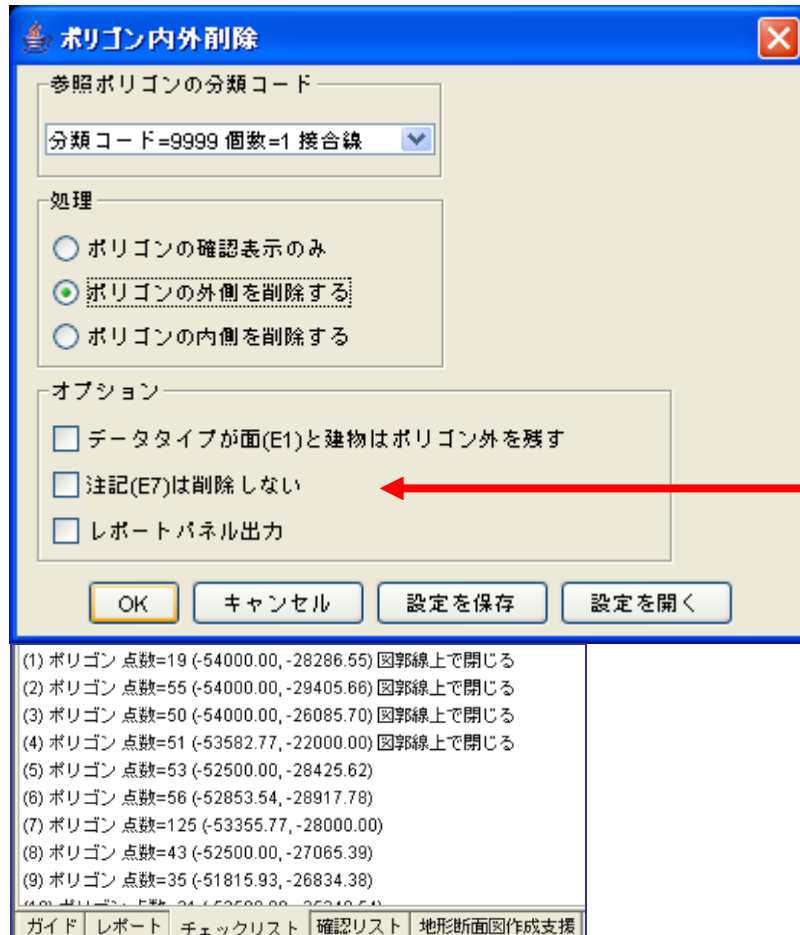 ポリゴン内外削除
参照ポリゴンの分類コード
分類コード=9999 個数=1 接合線
処理
ポリゴンの確認表示のみ
ポリゴンの外側を削除する
ポリゴンの内側を削除する
オプション
データタイプが面(E1)と建物はポリゴン外を残す
注記(E7)は削除しない
レポートパネル出力
OK キャンセル 設定を保存 設定を開く
(1) ポリゴン 点数=19 (-54000.00, -28286.55) 図郭線上で閉じる
(2) ポリゴン 点数=55 (-54000.00, -29405.66) 図郭線上で閉じる
(3) ポリゴン 点数=50 (-54000.00, -26085.70) 図郭線上で閉じる
(4) ポリゴン 点数=51 (-53582.77, -22000.00) 図郭線上で閉じる
(5) ポリゴン 点数=53 (-52500.00, -28425.62)
(6) ポリゴン 点数=56 (-52853.54, -28917.78)
(7) ポリゴン 点数=125 (-53355.77, -28000.00)
(8) ポリゴン 点数=43 (-52500.00, -27065.39)
(9) ポリゴン 点数=35 (-51815.93, -26834.38)
ガイド レポート チェックリスト 確認リスト 地形断面図作成支援